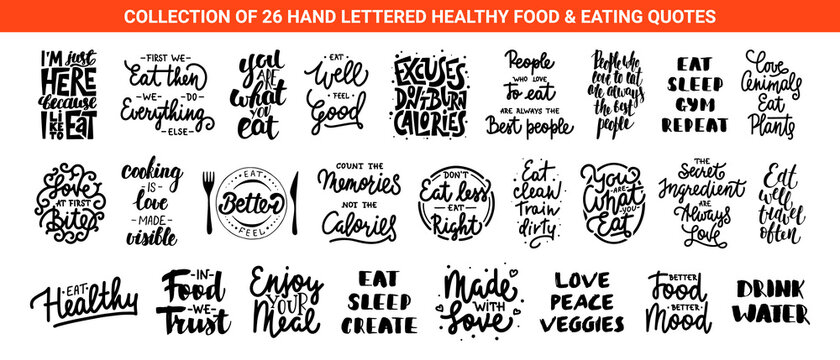 COLLECTION OF 26 HAND LETTERED HEALTHY FOOD & EATING QUOTES
I'M just
HERE
because
I LIKE
TO EAT
-FIRST WE-
Eat then
-WE- -DO-
Everything
-ELSE-
you
ARE
what
YOU
eat
EAT
Well
FEEL
Good
EXCUSES
DON'T BURN
CALORIES
People
WHO LOVE
to eat
ARE ALWAYS THE
Best people
People who
love to eat
are always
the best
people
EAT
SLEEP
GYM
REPEAT
Love
Animals
Eat
Plants
Love
AT FIRST
Bite
cooking
-IS-
love
-MADE-
visible
EAT
Better
FEEL
COUNT THE
Memories
NOT THE
Calories
DON'T
Eat less
EAT
Right
Eat
clean
Train
dirty
You
ARE
What
-YOU-
Eat
THE
Secret
Ingredient
ARE
Always
Love
Eat
well
travel
often
-EAT-
Healthy
-IN-
Food
-WE-
Trust
Enjoy
YOUR
Meal
EAT
SLEEP
CREATE
Made
WITH
Love
LOVE
PEACE
VEGGIES
BETTER
Food
BETTER
Mood
DRINK
WATER